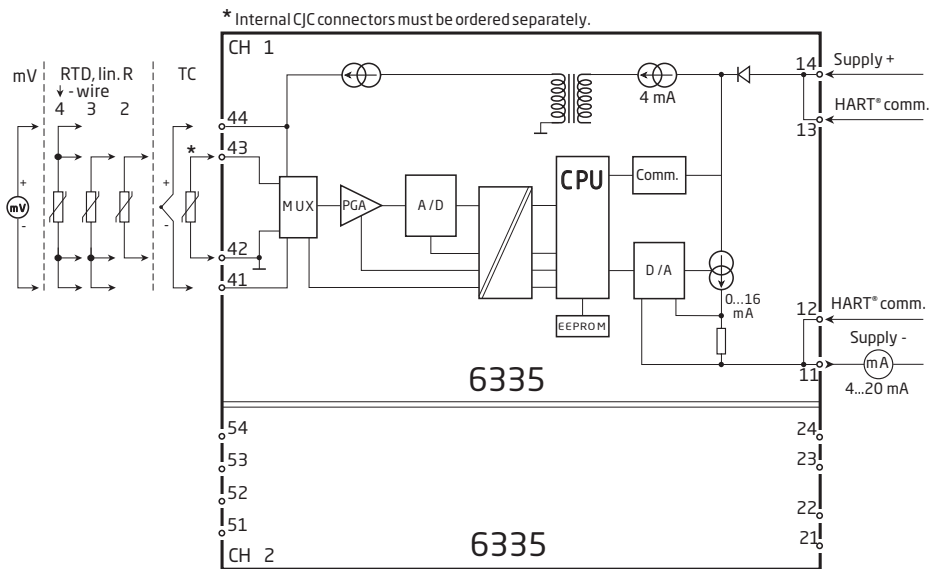 * Internal CJC connectors must be ordered separately.
CH 1
mV
RTD, lin. R
↓ - wire
4 3 2
TC
*
+
-
mV
+
-
44
43
42
41
MUX
PGA
A/D
CPU
Comm.
D/A
EEPROM
4 mA
0...16
mA
14
Supply +
HART® comm.
13
12
HART® comm.
Supply -
11
mA
4...20 mA
6335
54
53
52
51
24
23
22
21
CH 2
6335